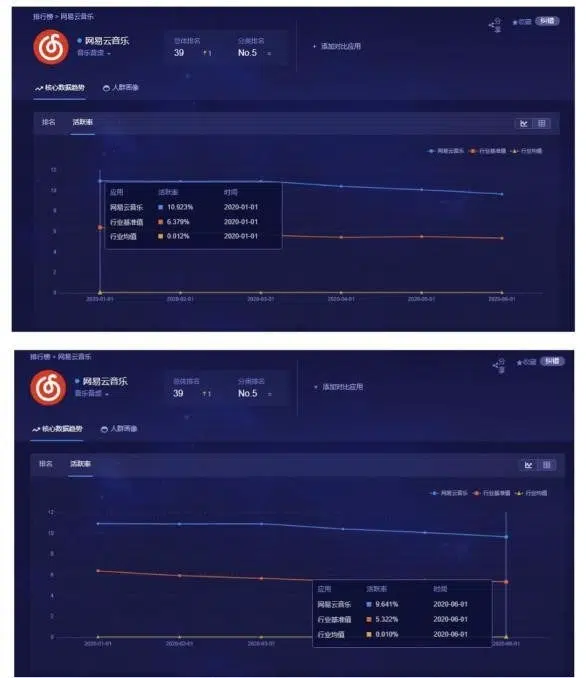 排行榜 > 网易云音乐
分享
收藏
纠错
网易云音乐
音乐音频
总体排名
39
1
分类排名
No.5
=
+ 添加对比应用
核心数据趋势
人群画像
排名
活跃率
网易云音乐 行业基准值 行业均值
12
10
8
6
4
2
0
应用 活跃率 时间
网易云音乐 10.923% 2020-01-01
行业基准值 6.379% 2020-01-01
行业均值 0.012% 2020-01-01
2020-01-01 2020-02-01 2020-03-01 2020-04-01 2020-05-01 2020-06-01
排行榜 > 网易云音乐
分享
收藏
纠错
网易云音乐
音乐音频
总体排名
39
1
分类排名
No.5
=
+ 添加对比应用
核心数据趋势
人群画像
排名
活跃率
网易云音乐 行业基准值 行业均值
12
10
8
6
4
2
0
应用 活跃率 时间
网易云音乐 9.641% 2020-06-01
行业基准值 5.322% 2020-06-01
行业均值 0.010% 2020-06-01
2020-01-01 2020-02-01 2020-03-01 2020-06-01